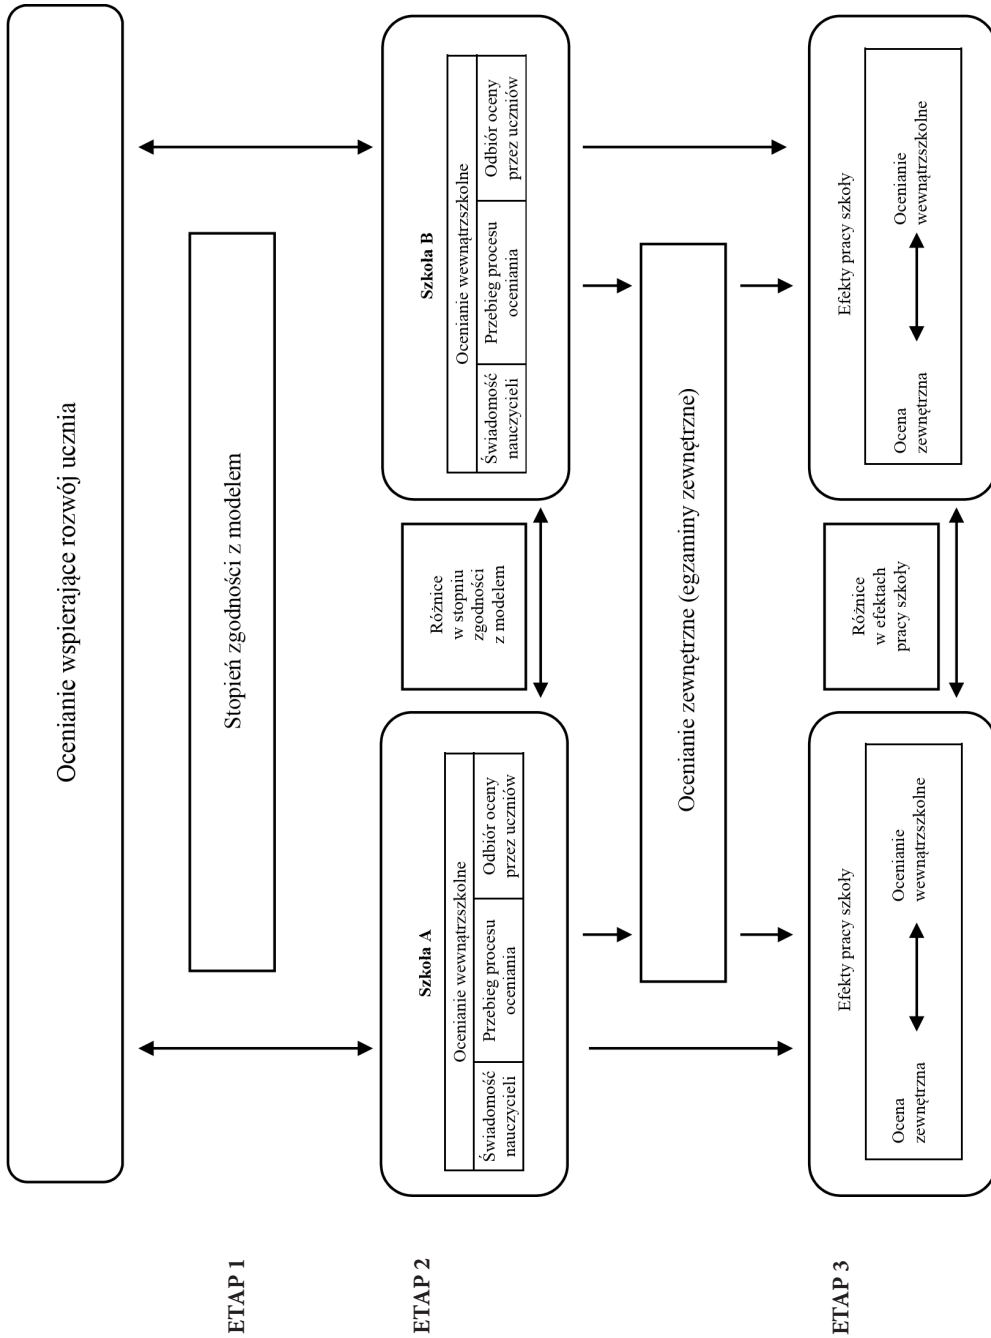 Ocenianie wspierające rozwój ucznia
ETAP 1
Stopień zgodności z modelem
ETAP 2
Szkoła A
Ocenianie wewnątrzszkolne
Świadomość
nauczycieli
Przebieg procesu
oceniania
Odbiór oceny
przez uczniów
Różnice
w stopniu
zgodności
z modelem
Szkoła B
Ocenianie wewnątrzszkolne
Świadomość
nauczycieli
Przebieg procesu
oceniania
Odbiór oceny
przez uczniów
Ocenianie zewnętrzne (egzaminy zewnętrzne)
ETAP 3
Efekty pracy szkoły
Ocena
zewnętrzna
Ocenianie
wewnątrzszkolne
Różnice
w efektach
pracy szkoły
Efekty pracy szkoły
Ocena
zewnętrzna
Ocenianie
wewnątrzszkolne